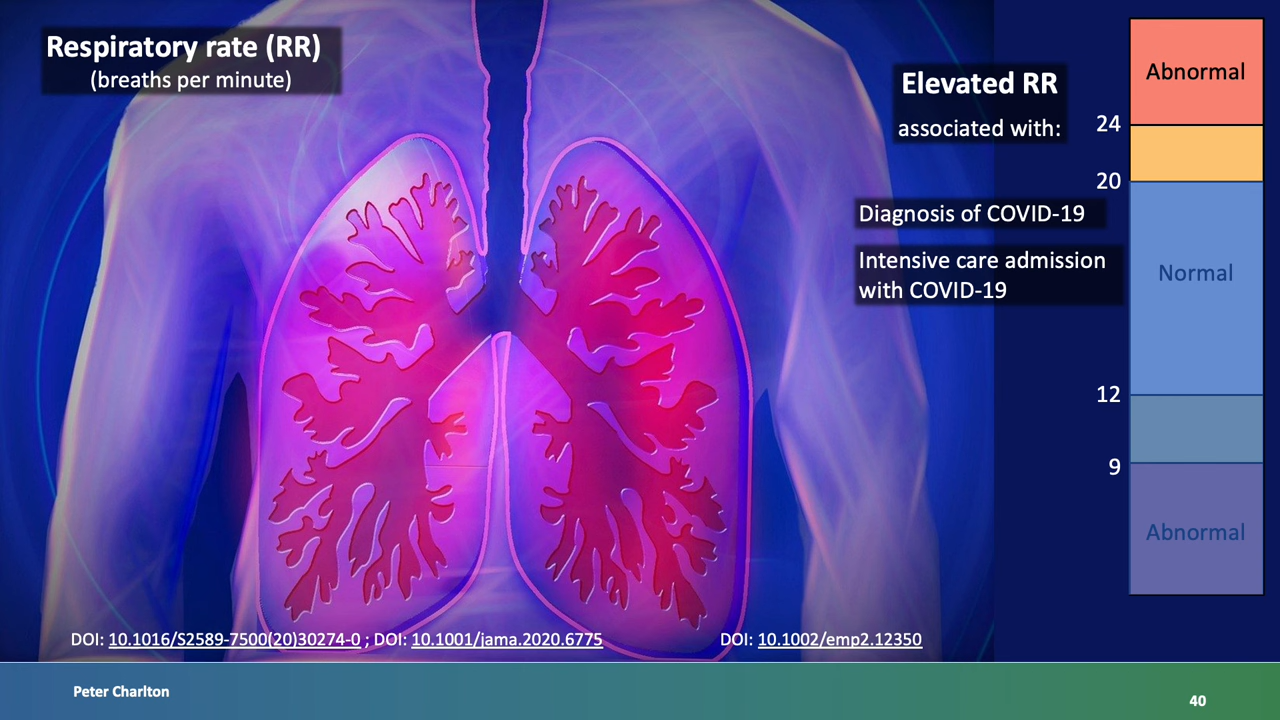 Respiratory rate (RR)
(breaths per minute)
Elevated RR
associated with:
Diagnosis of COVID-19
Intensive care admission
with COVID-19
Abnormal
24
20
Normal
12
9
Abnormal
DOI: 10.1016/S2589-7500(20)30274-0 ; DOI: 10.1001/jama.2020.6775
DOI: 10.1002/emp2.12350
Peter Charlton
40